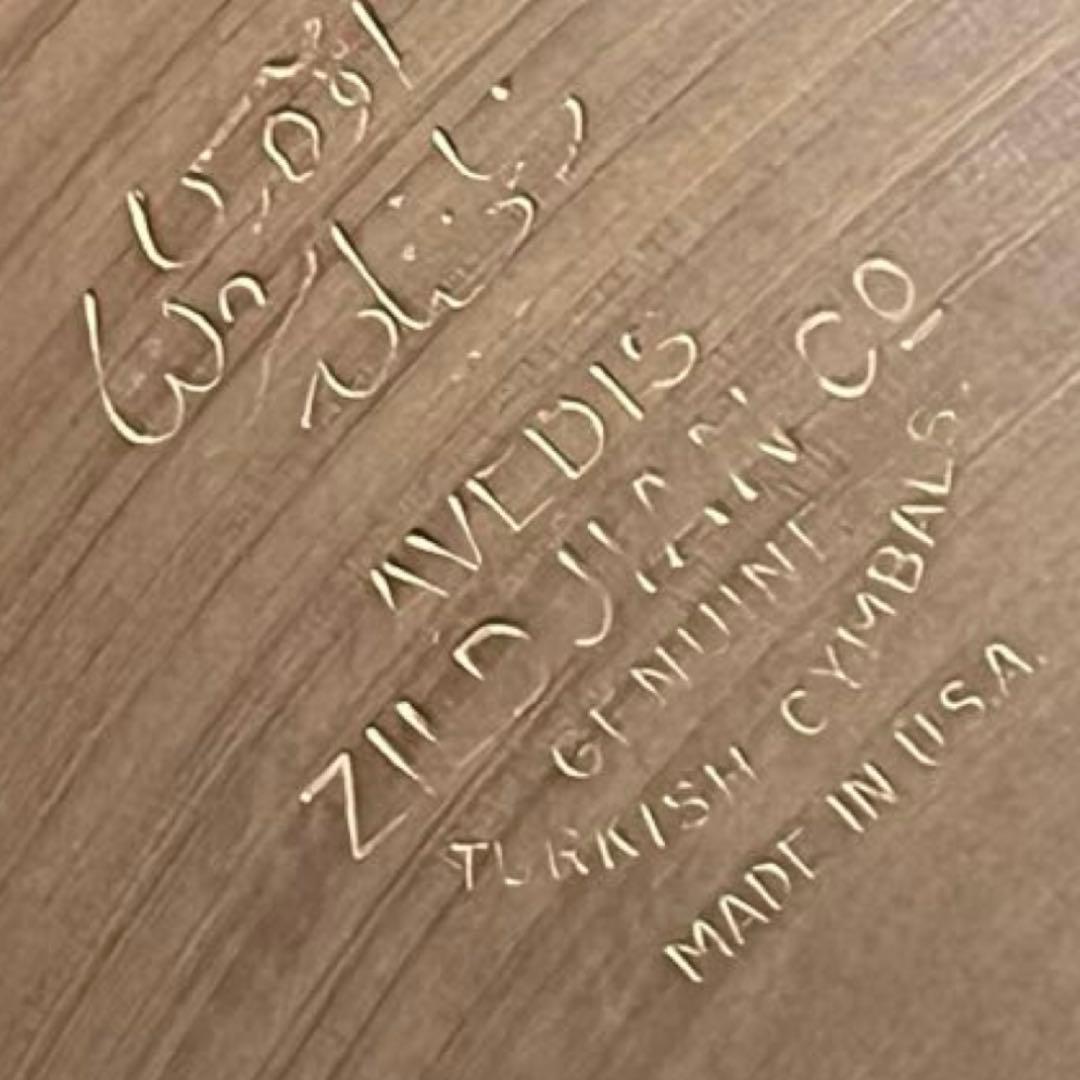 AVEDIS
ZILDJIAN CO
GENUINE
TURKISH CYMBALS.
MADE IN U.S.A.